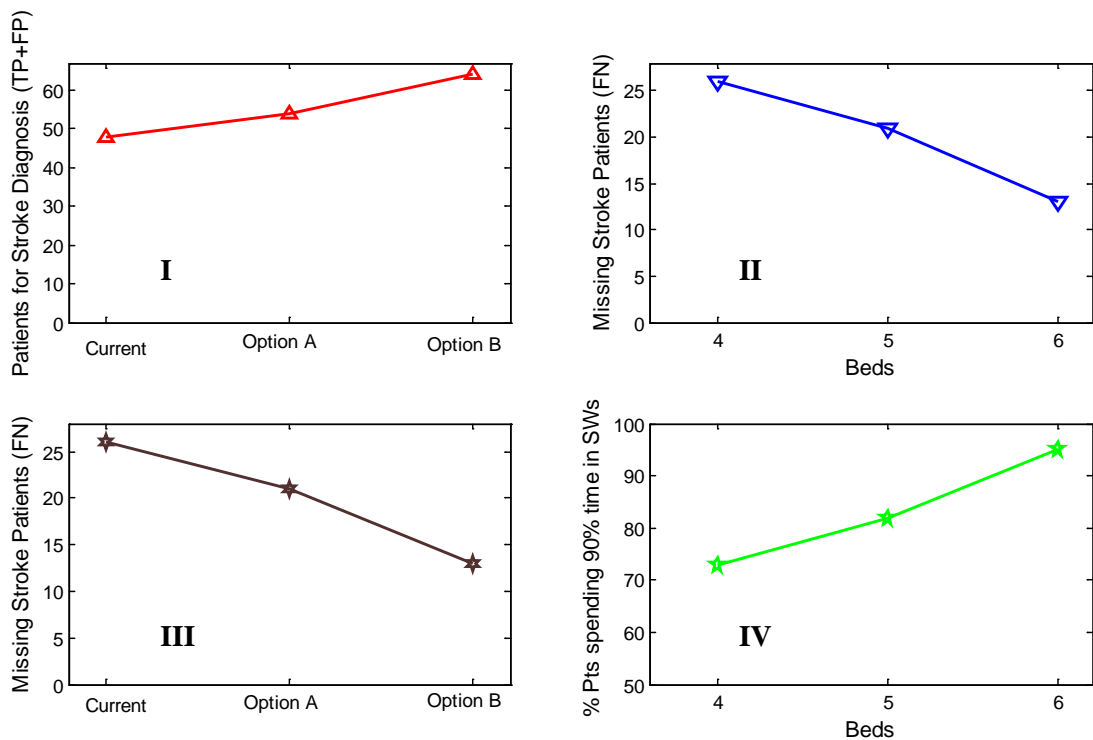 Patients for Stroke Diagnosis (TP+FP)
60
50
40
30
20
10
0
I
Current
Option A
Option B
Missing Stroke Patients (FN)
25
20
15
10
5
0
II
4
5
6
Beds
Missing Stroke Patients (FN)
25
20
15
10
5
0
III
Current
Option A
Option B
% Pts spending 90% time in SWs
100
90
80
70
60
50
IV
4
5
6
Beds